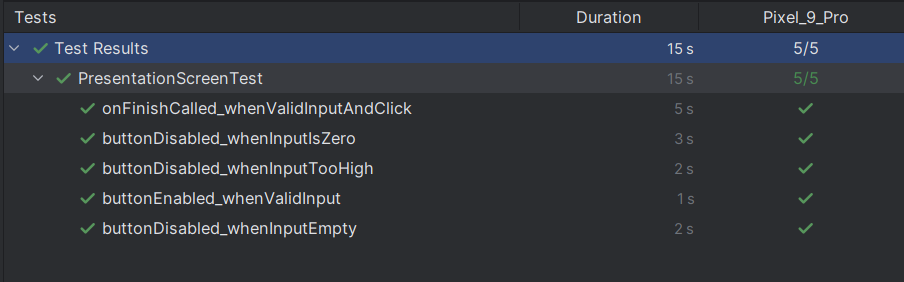 Tests Duration Pixel_9_Pro
Test Results 15 s 5/5
PresentationScreenTest 15 s 5/5
onFinishCalled_whenValidInputAndClick 5 s
buttonDisabled_whenInputIsZero 3 s
buttonDisabled_whenInputTooHigh 2 s
buttonEnabled_whenValidInput 1 s
buttonDisabled_whenInputEmpty 2 s